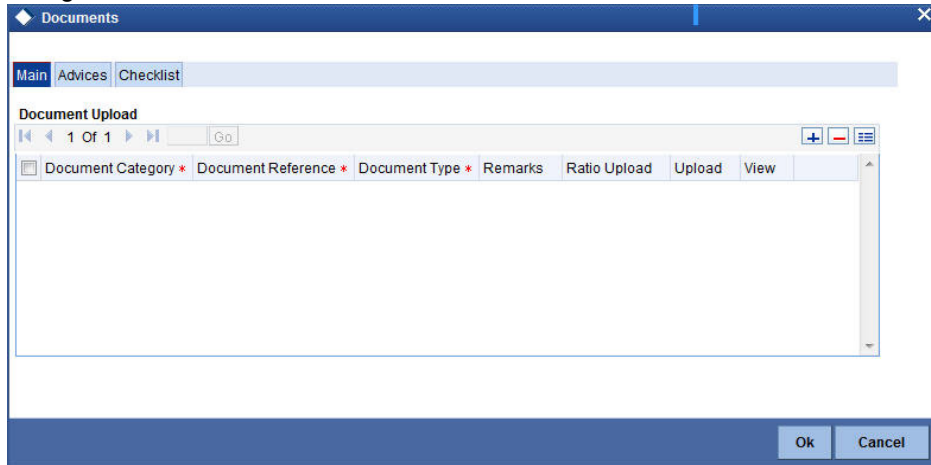 Documents
Main Advices Checklist
Document Upload
1 Of 1 Go
Document Category * Document Reference * Document Type * Remarks Ratio Upload Upload View
Ok Cancel